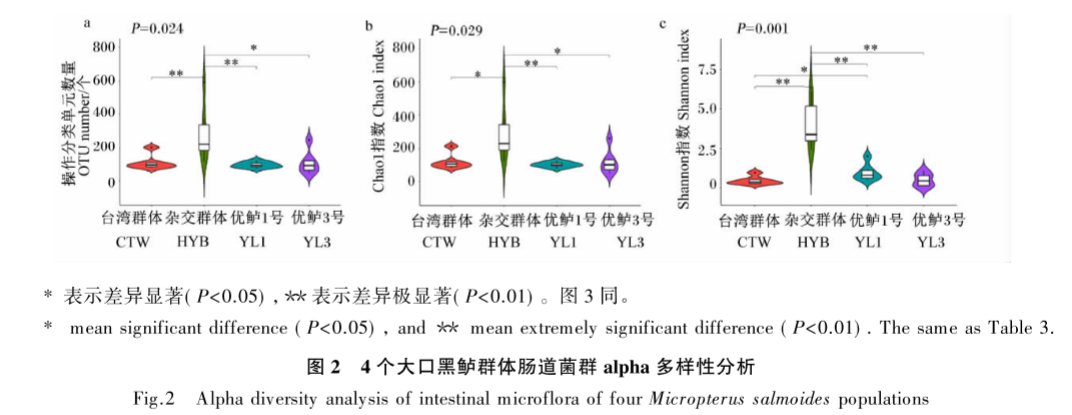 a
P=0.024
操作分类单元数量
OTU number/个
800
600
400
200
0
**
**
*
台湾群体 杂交群体 优鲈1号 优鲈3号
CTW HYB YL1 YL3
b
P=0.029
Chao1指数 Chao1 index
800
600
400
200
0
*
**
*
台湾群体 杂交群体 优鲈1号 优鲈3号
CTW HYB YL1 YL3
c
P=0.001
Shannon指数 Shannon index
7.5
5.0
2.5
0
**
*
**
**
台湾群体 杂交群体 优鲈1号 优鲈3号
CTW HYB YL1 YL3
* 表示差异显著( P<0.05) , ** 表示差异极显著( P<0.01) 。图 3 同。
* mean significant difference ( P<0.05) , and ** mean extremely significant difference ( P<0.01) . The same as Table 3.
图 2 4 个大口黑鲈群体肠道菌群 alpha 多样性分析
Fig.2 Alpha diversity analysis of intestinal microflora of four Micropterus salmoides populations